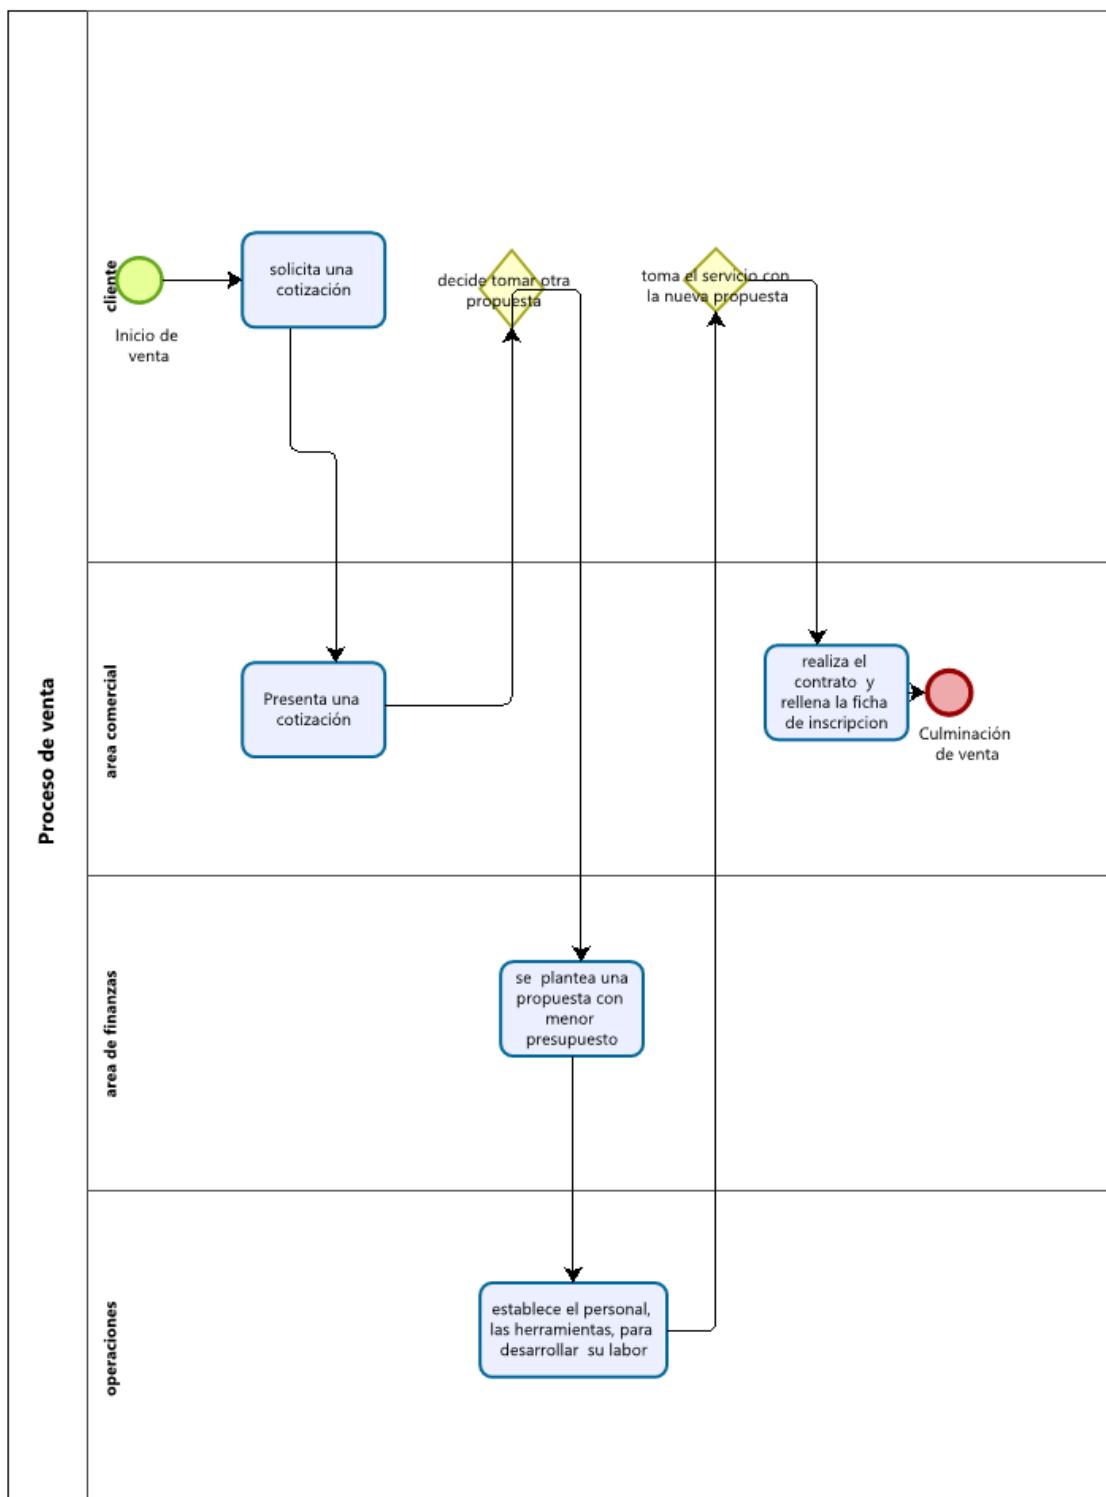 Proceso de venta
cliente
Inicio de
venta
solicita una
cotización
decide tomar otra
propuesta
toma el servicio con
la nueva propuesta
area comercial
Presenta una
cotización
realiza el
contrato y
rellena la ficha
de inscripcion
Culminación
de venta
area de finanzas
se plantea una
propuesta con
menor
presupuesto
operaciones
establece el personal,
las herramientas, para
desarrollar su labor